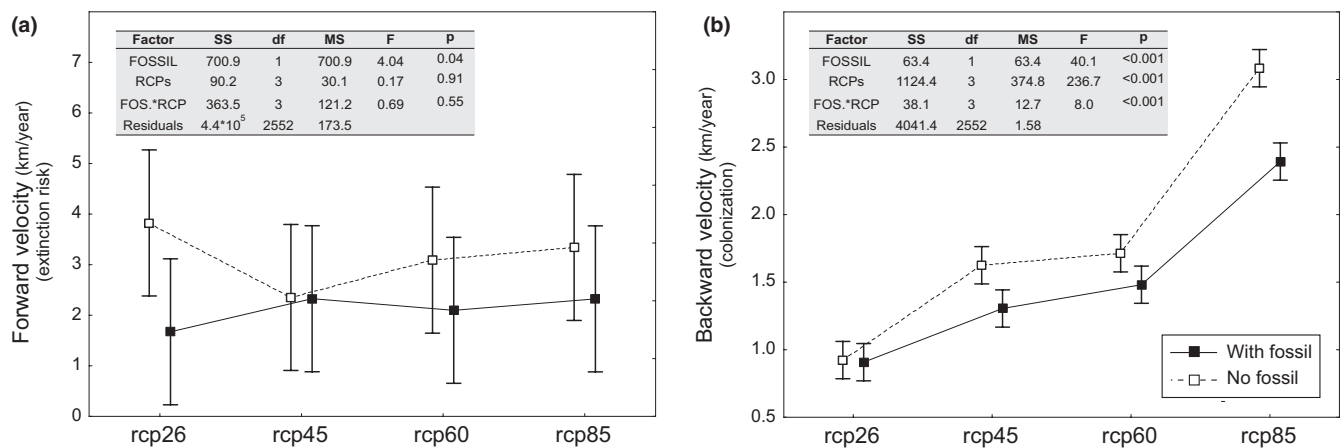 (a)
Factor SS df MS F p
FOSSIL 700.9 1 700.9 4.04 0.04
RCPs 90.2 3 30.1 0.17 0.91
FOS.*RCP 363.5 3 121.2 0.69 0.55
Residuals 4.4*10^5 2552 173.5
Forward velocity (km/year)
(extinction risk)
7
6
5
4
3
2
1
0
rcp26 rcp45 rcp60 rcp85
(b)
Factor SS df MS F p
FOSSIL 63.4 1 63.4 40.1 <0.001
RCPs 1124.4 3 374.8 236.7 <0.001
FOS.*RCP 38.1 3 12.7 8.0 <0.001
Residuals 4041.4 2552 1.58
Backward velocity (km/year)
(colonization)
3.0
2.5
2.0
1.5
1.0
0.5
rcp26 rcp45 rcp60 rcp85
With fossil
No fossil